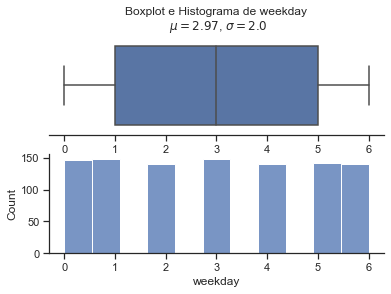 Boxplot e Histograma de weekday
μ = 2.97, σ = 2.0
0 1 2 3 4 5 6
150
100
50
0
Count
0 1 2 3 4 5 6
weekday